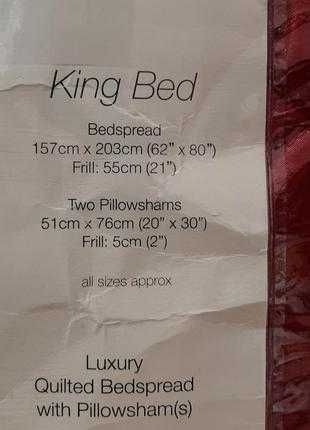 King Bed
Bedspread
157cm x 203cm (62” x 80”)
Frill: 55cm (21”)
Two Pillowshams
51cm x 76cm (20” x 30”)
Frill: 5cm (2”)
all sizes approx
Luxury
Quilted Bedspread
with Pillowsham(s)